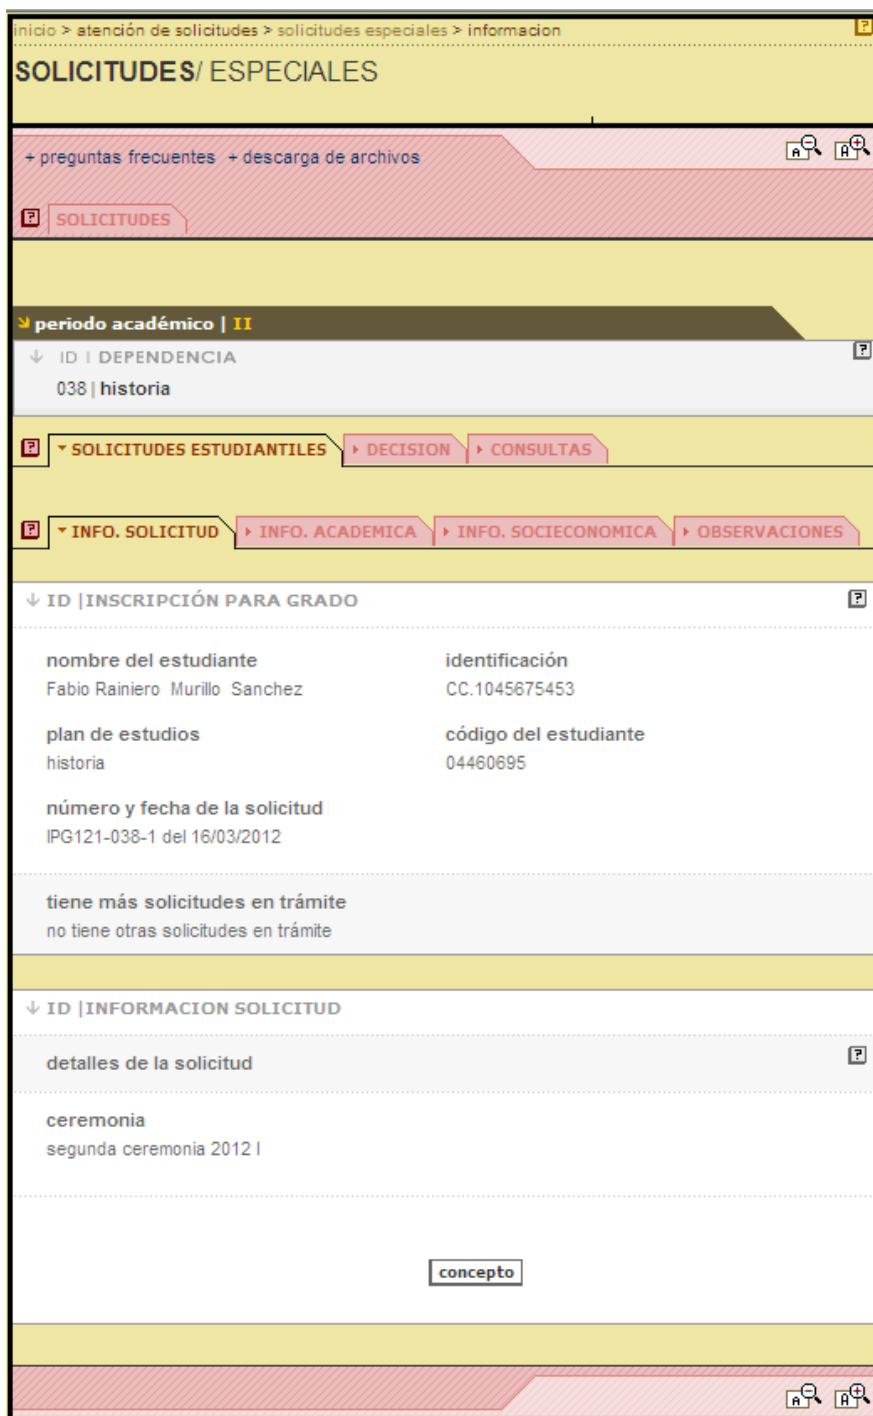 inicio > atención de solicitudes > solicitudes especiales > informacion
SOLICITUDES/ ESPECIALES
+ preguntas frecuentes + descarga de archivos
SOLICITUDES
periodo académico | II
ID | DEPENDENCIA
038 | historia
SOLICITUDES ESTUDIANTILES DECISION CONSULTAS
INFO. SOLICITUD INFO. ACADEMICA INFO. SOCIECONOMICA OBSERVACIONES
ID |INSCRIPCIÓN PARA GRADO
nombre del estudiante identificación
Fabio Rainiero Murillo Sanchez CC.1045675453
plan de estudios código del estudiante
historia 04460695
número y fecha de la solicitud
IPG121-038-1 del 16/03/2012
tiene más solicitudes en trámite
no tiene otras solicitudes en trámite
ID |INFORMACION SOLICITUD
detalles de la solicitud
ceremonia
segunda ceremonia 2012 I
concepto